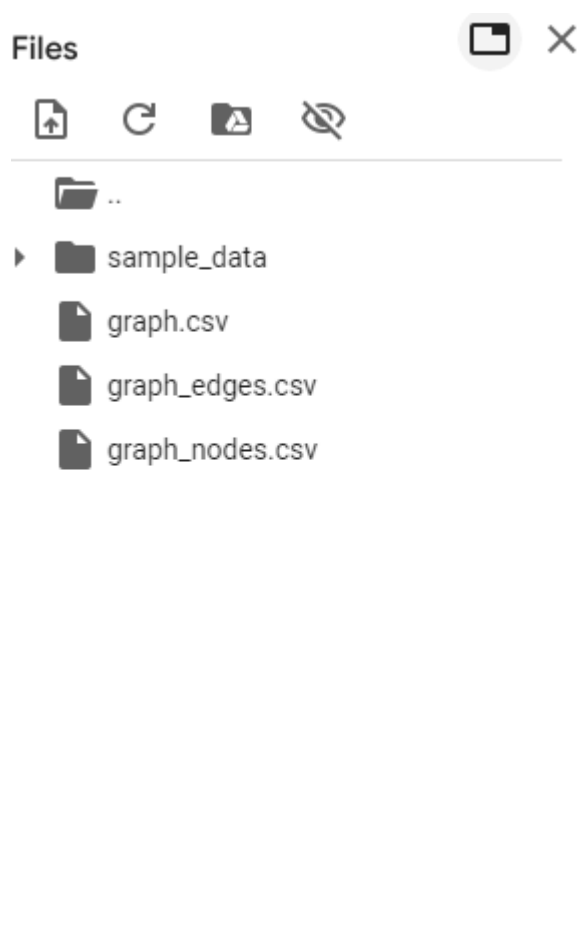 Files
..
sample_data
graph.csv
graph_edges.csv
graph_nodes.csv